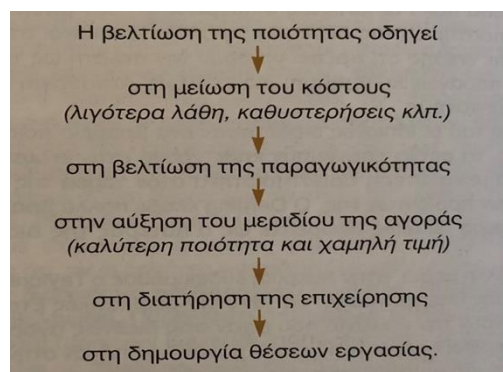 Η βελτίωση της ποιότητας οδηγεί
στη μείωση του κόστους
(λιγότερα λάθη, καθυστερήσεις κλπ.)
στη βελτίωση της παραγωγικότητας
στην αύξηση του μεριδίου της αγοράς
(καλύτερη ποιότητα και χαμηλή τιμή)
στη διατήρηση της επιχείρησης
στη δημιουργία θέσεων εργασίας.